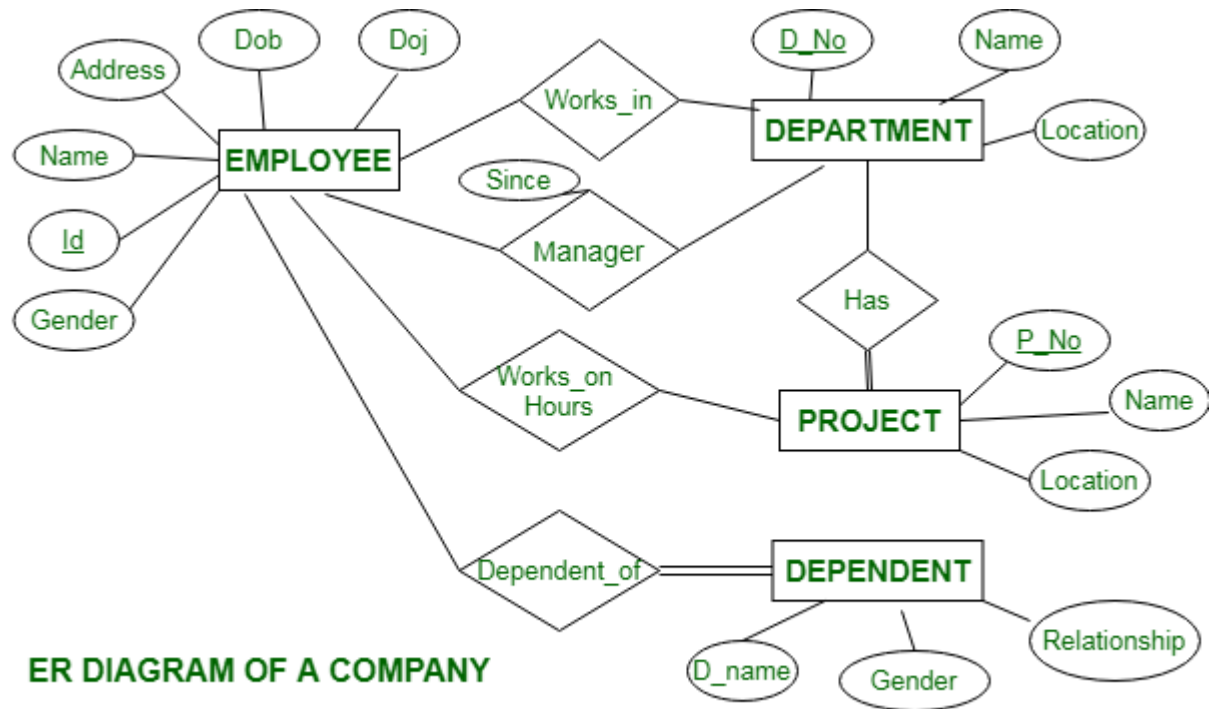 Dob
Doj
D_No
Name
Address
Works_in
Location
DEPARTMENT
Name
EMPLOYEE
Since
Id
Manager
Gender
Has
P_No
Works_on
Hours
Name
PROJECT
Location
Dependent_of
DEPENDENT
Relationship
D_name
Gender
ER DIAGRAM OF A COMPANY